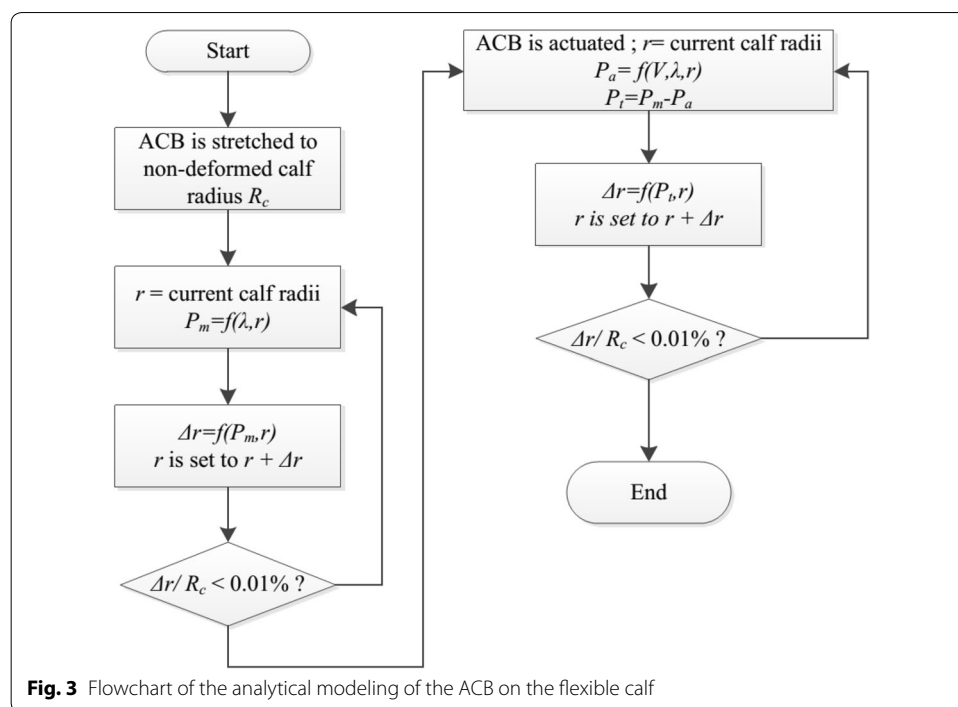 Start
ACB is stretched to
non-deformed calf
radius R_c
r = current calf radii
P_m=f(λ,r)
Δr=f(P_m,r)
r is set to r + Δr
Δr/ R_c < 0.01% ?
ACB is actuated ; r= current calf radii
P_a= f(V,λ,r)
P_t=P_m-P_a
Δr=f(P_t,r)
r is set to r + Δr
Δr/ R_c < 0.01% ?
End
Fig. 3 Flowchart of the analytical modeling of the ACB on the flexible calf